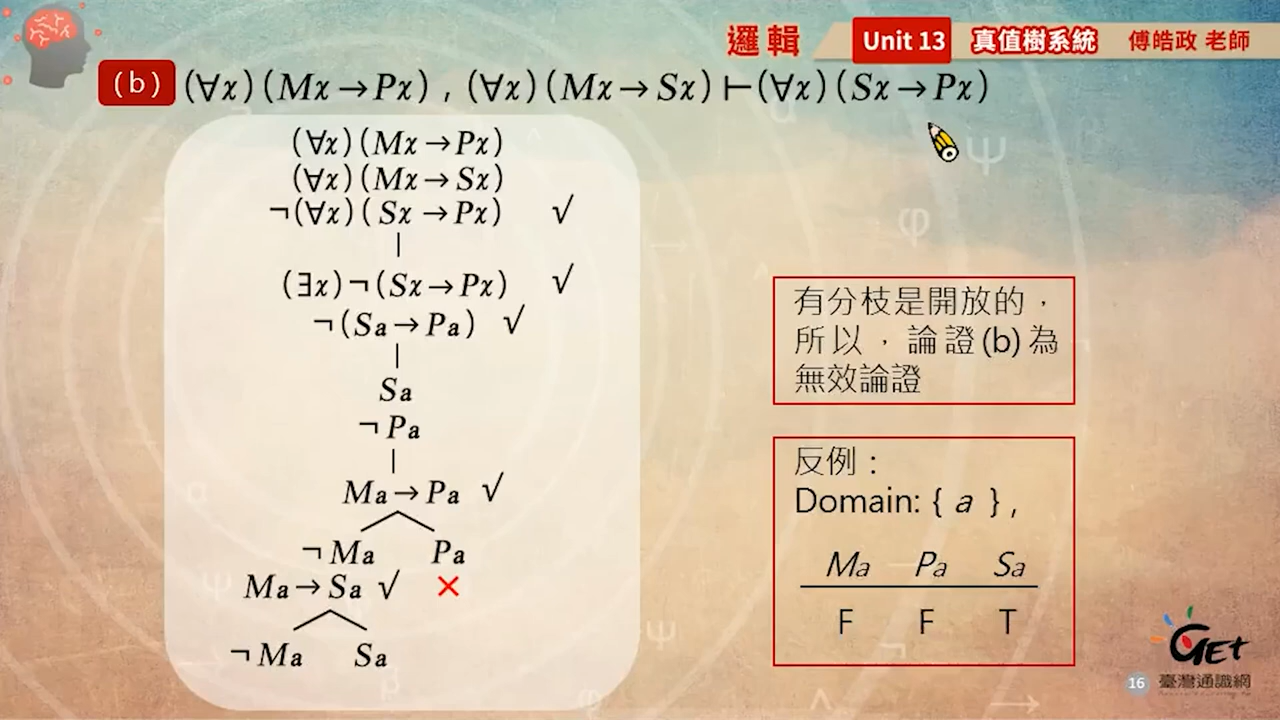 邏輯 Unit 13 真值樹系統 傅皓政 老師
(b) (∀x)(Mx→Px) , (∀x)(Mx→Sx)⊢(∀x)(Sx→Px)
(∀x)(Mx→Px)
(∀x)(Mx→Sx)
¬(∀x)(Sx→Px) √
(∃x)¬(Sx→Px) √
¬(Sa→Pa) √
Sa
¬Pa
Ma→Pa √
¬Ma Pa
Ma→Sa √ ×
¬Ma Sa
有分枝是開放的，
所以，論證(b)為
無效論證
反例：
Domain: { a } ,
Ma Pa Sa
F F T
GET
16 臺灣通識網